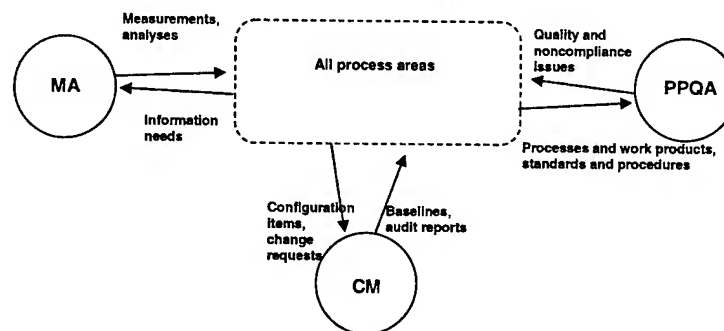 Measurements,
analyses
MA
Information
needs
All process areas
Quality and
noncompliance
issues
PPQA
Processes and work products,
standards and procedures
Configuration
items,
change
requests
Baselines,
audit reports
CM